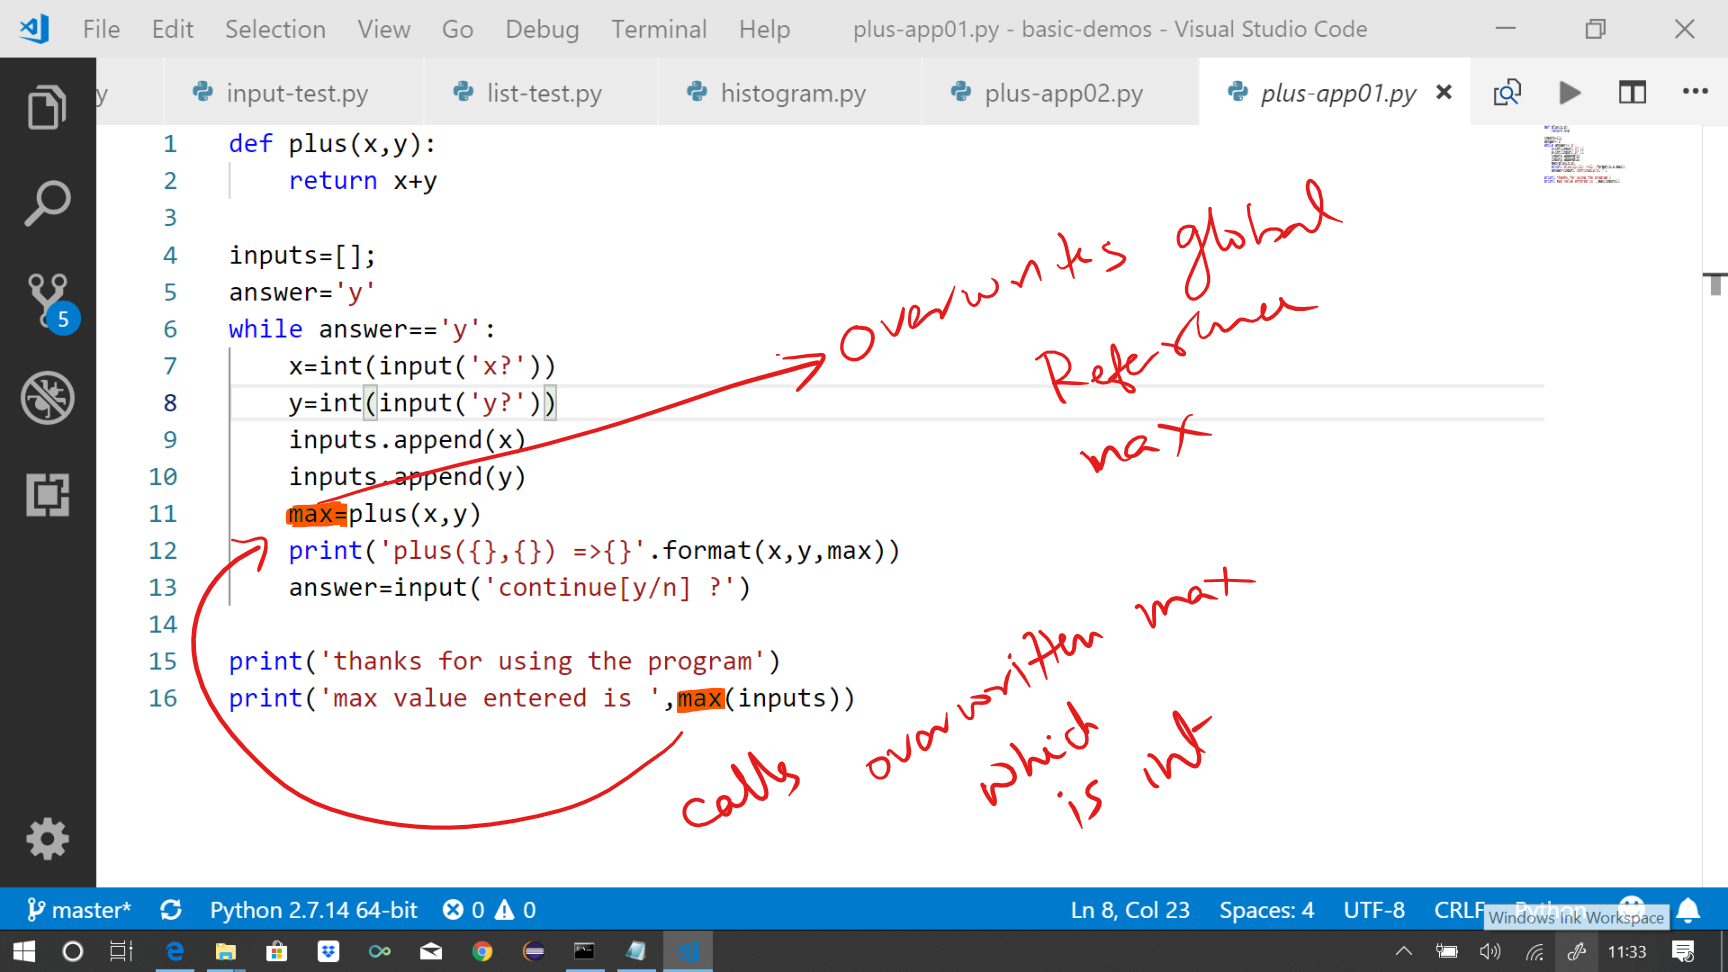 File Edit Selection View Go Debug Terminal Help plus-app01.py - basic-demos - Visual Studio Code
y input-test.py list-test.py histogram.py plus-app02.py plus-app01.py
1 def plus(x,y):
2 return x+y
3
4 inputs=[];
5 answer='y'
6 while answer=='y':
7 x=int(input('x?'))
8 y=int(input('y?'))
9 inputs.append(x)
10 inputs.append(y)
11 max=plus(x,y)
12 print('plus({},{}) =>{}'.format(x,y,max))
13 answer=input('continue[y/n] ?')
14
15 print('thanks for using the program')
16 print('max value entered is ',max(inputs))
Overwrites global
Reference
max
calls overwritten max
which
is int
5
master* Python 2.7.14 64-bit 0 0 Ln 8, Col 23 Spaces: 4 UTF-8 CRLF Python
Windows Ink Workspace
11:33